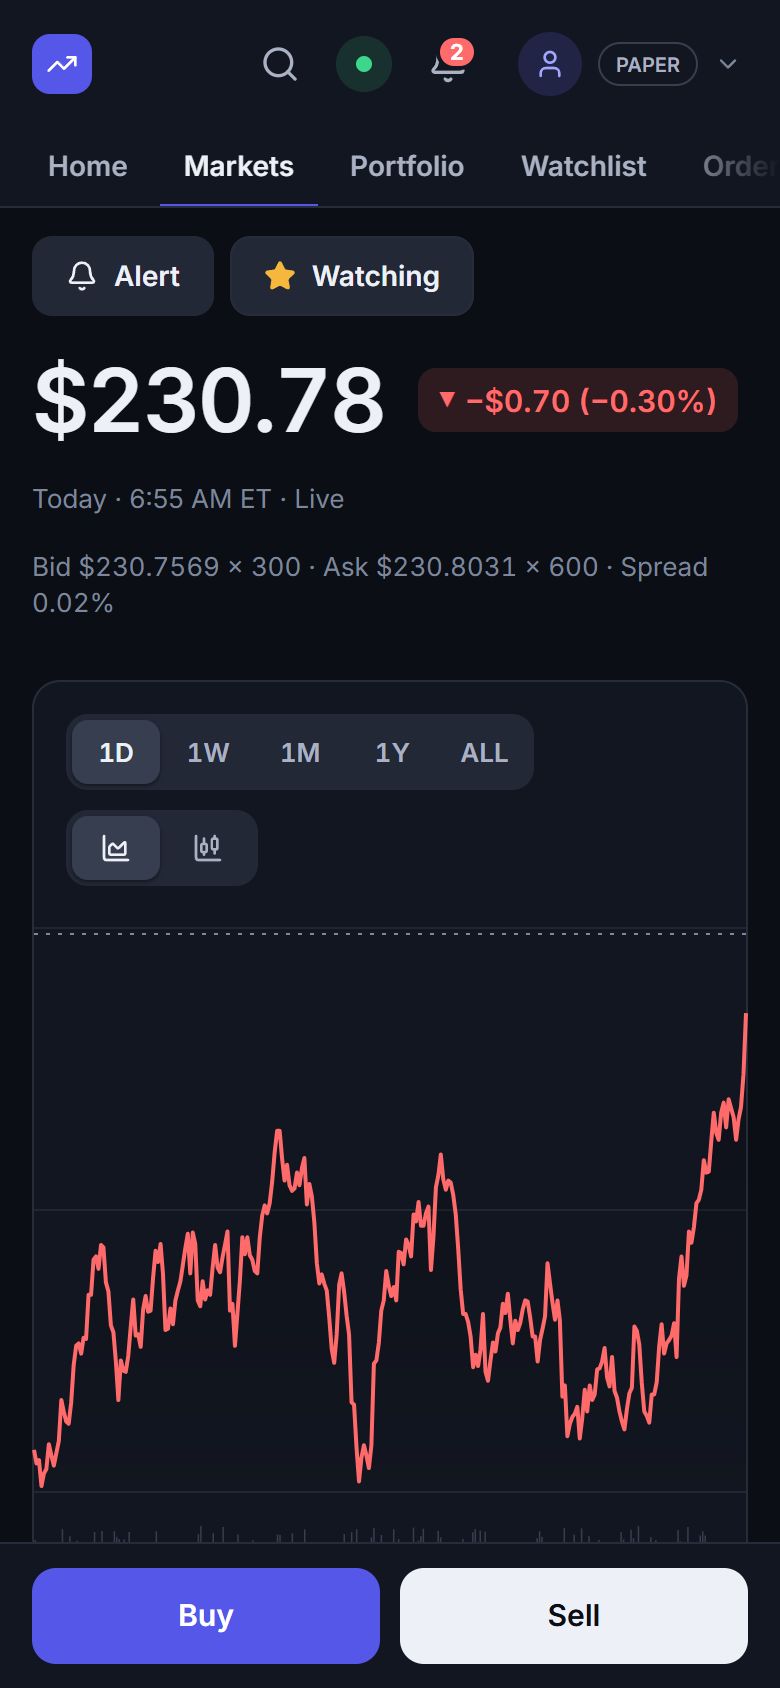 2
PAPER
Home Markets Portfolio Watchlist Order
Alert Watching
$230.78 ▼ −$0.70 (−0.30%)
Today · 6:55 AM ET · Live
Bid $230.7569 × 300 · Ask $230.8031 × 600 · Spread
0.02%
1D 1W 1M 1Y ALL
Buy Sell